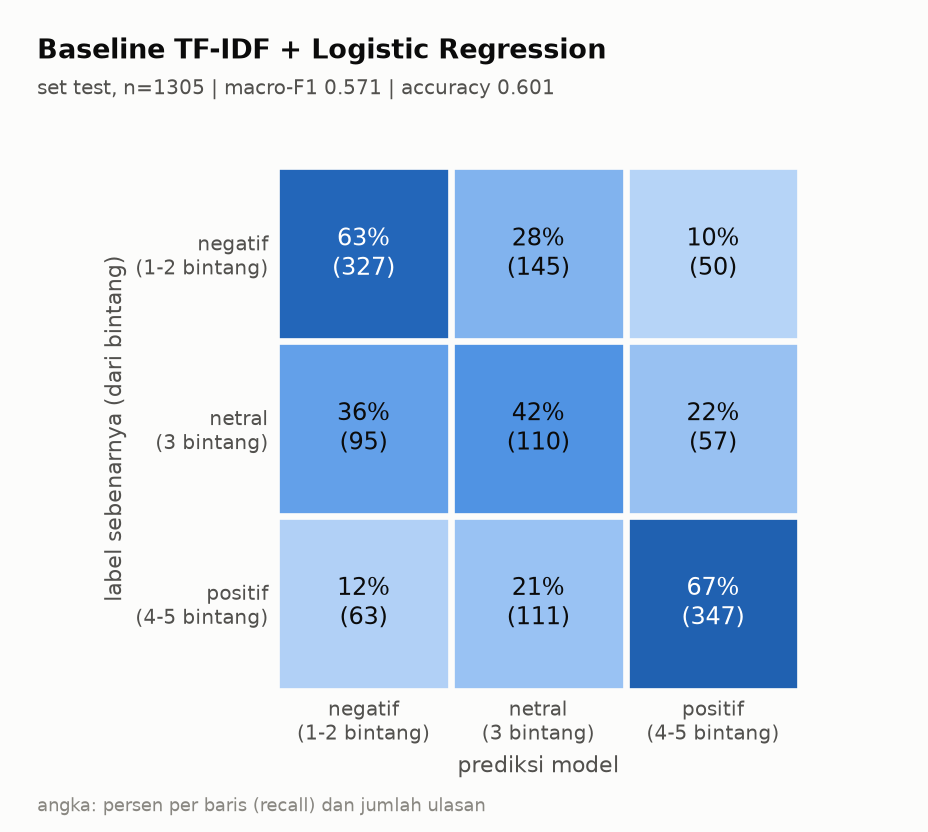 Baseline TF-IDF + Logistic Regression
set test, n=1305 | macro-F1 0.571 | accuracy 0.601
label sebenarnya (dari bintang)
negatif
(1-2 bintang)
63%
(327)
28%
(145)
10%
(50)
netral
(3 bintang)
36%
(95)
42%
(110)
22%
(57)
positif
(4-5 bintang)
12%
(63)
21%
(111)
67%
(347)
negatif
(1-2 bintang)
netral
(3 bintang)
positif
(4-5 bintang)
prediksi model
angka: persen per baris (recall) dan jumlah ulasan